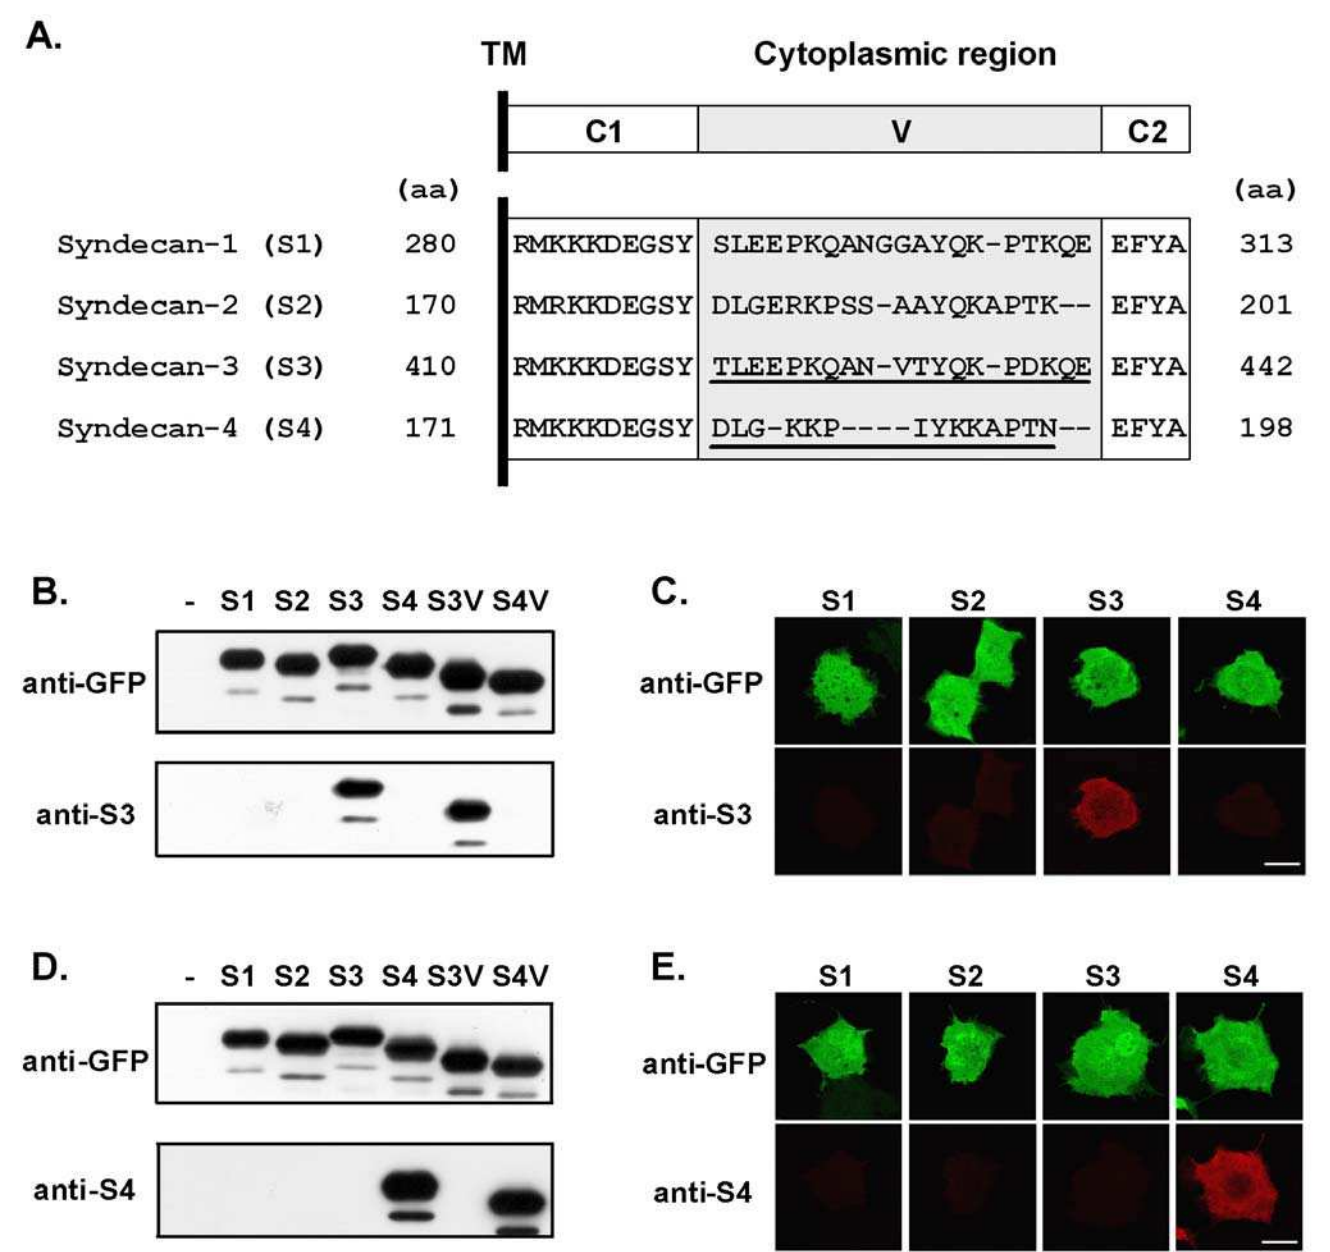 A.
TM Cytoplasmic region
C1 V C2
(aa) (aa)
Syndecan-1 (S1) 280 RMKKKDEGSY SLEEPKQANGGAYQK-PTKQE EFYA 313
Syndecan-2 (S2) 170 RMRKKDEGSY DLGERKPSS-AAYQKAPTK-- EFYA 201
Syndecan-3 (S3) 410 RMKKKDEGSY TLEEPKQAN-VTYQK-PDKQE EFYA 442
Syndecan-4 (S4) 171 RMKKKDEGSY DLG-KKP----IYKKAPTN-- EFYA 198
B.
- S1 S2 S3 S4 S3V S4V
anti-GFP
anti-S3
C.
S1 S2 S3 S4
anti-GFP
anti-S3
D.
- S1 S2 S3 S4 S3V S4V
anti-GFP
anti-S4
E.
S1 S2 S3 S4
anti-GFP
anti-S4